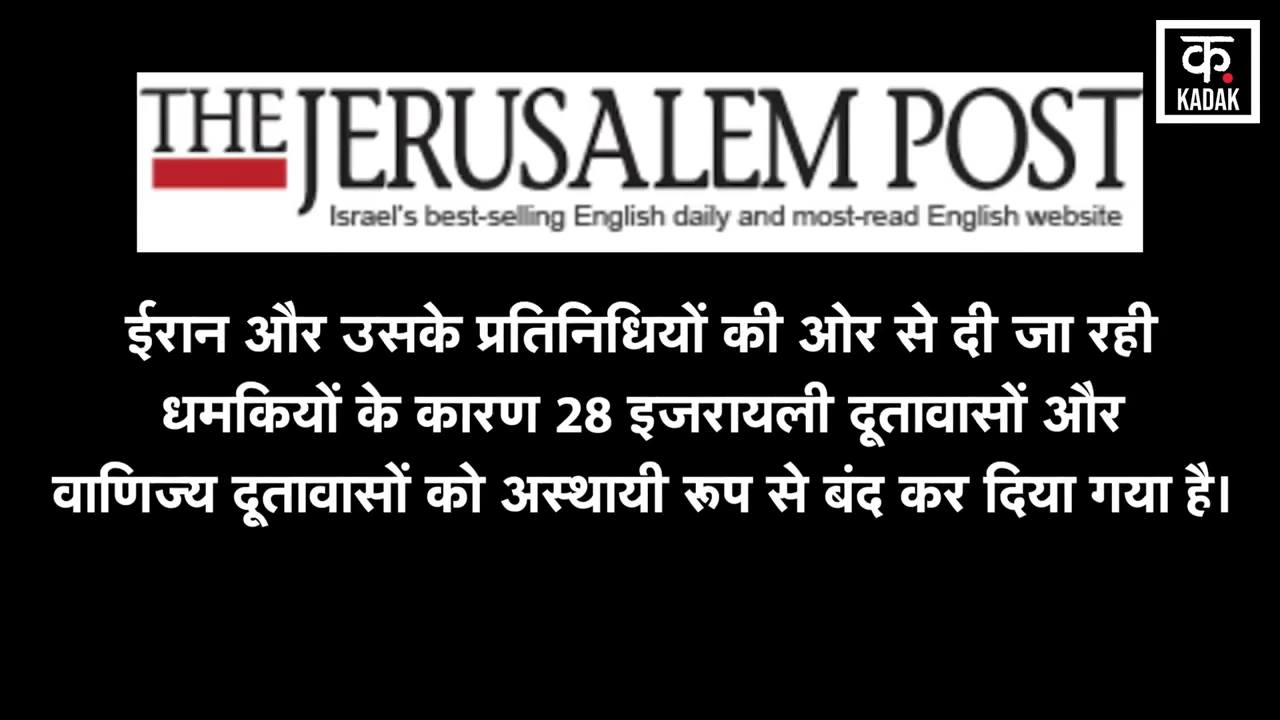 THE JERUSALEM POST
Israel's best-selling English daily and most-read English website
क.
KADAK
ईरान और उसके प्रतिनिधियों की ओर से दी जा रही
धमकियों के कारण 28 इजरायली दूतावासों और
वाणिज्य दूतावासों को अस्थायी रूप से बंद कर दिया गया है।